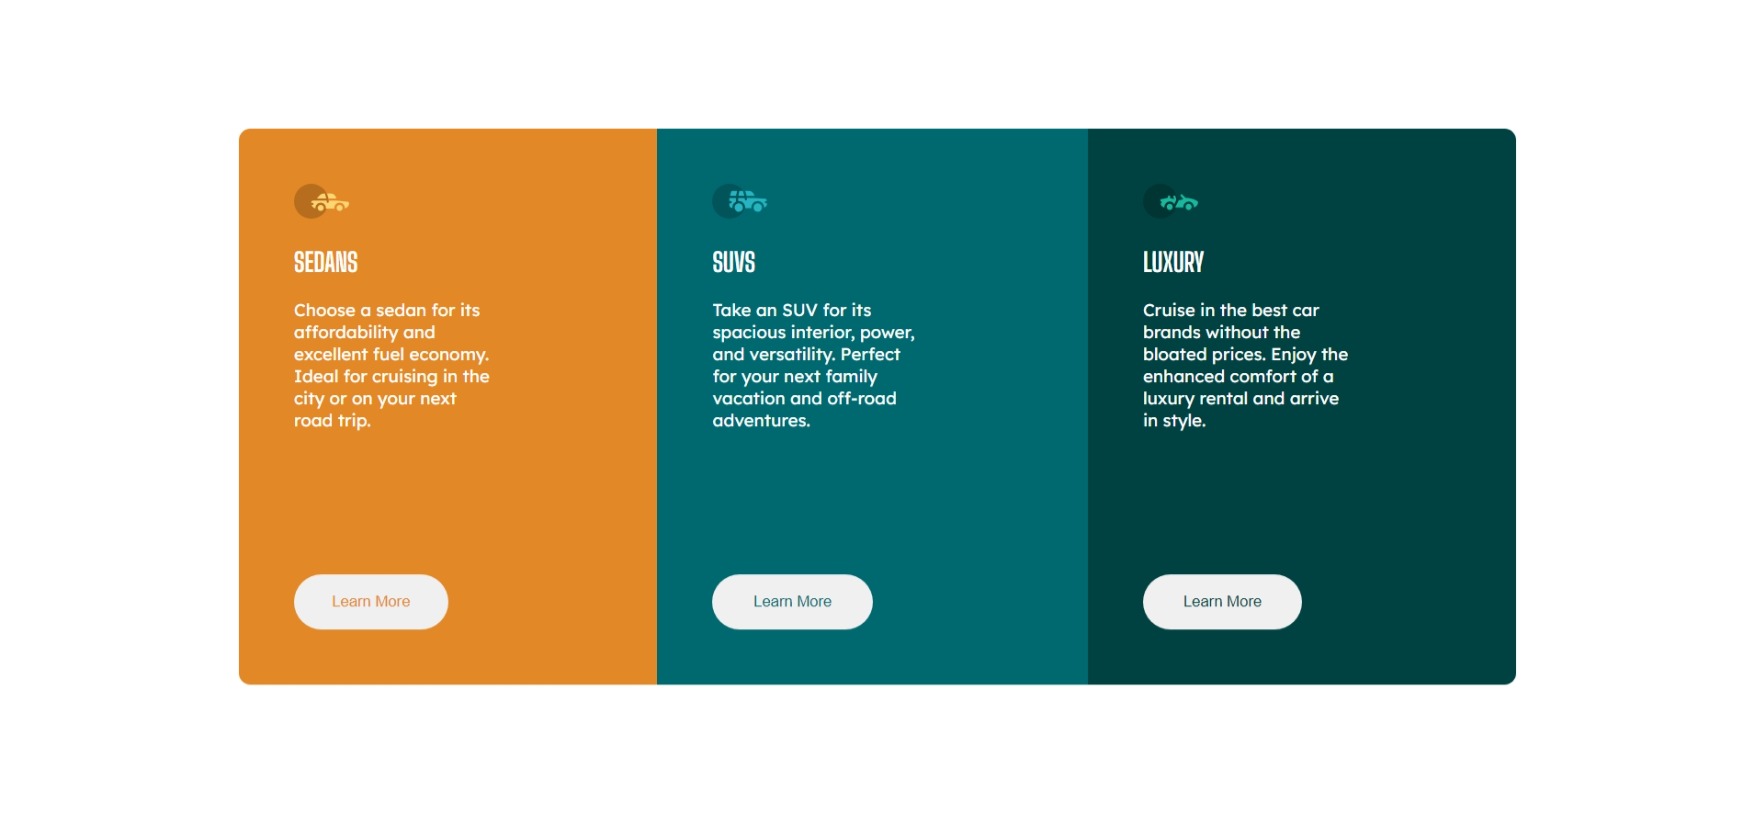 SEDANS
Choose a sedan for its
affordability and
excellent fuel economy.
Ideal for cruising in the
city or on your next
road trip.
Learn More
SUVS
Take an SUV for its
spacious interior, power,
and versatility. Perfect
for your next family
vacation and off-road
adventures.
Learn More
LUXURY
Cruise in the best car
brands without the
bloated prices. Enjoy the
enhanced comfort of a
luxury rental and arrive
in style.
Learn More